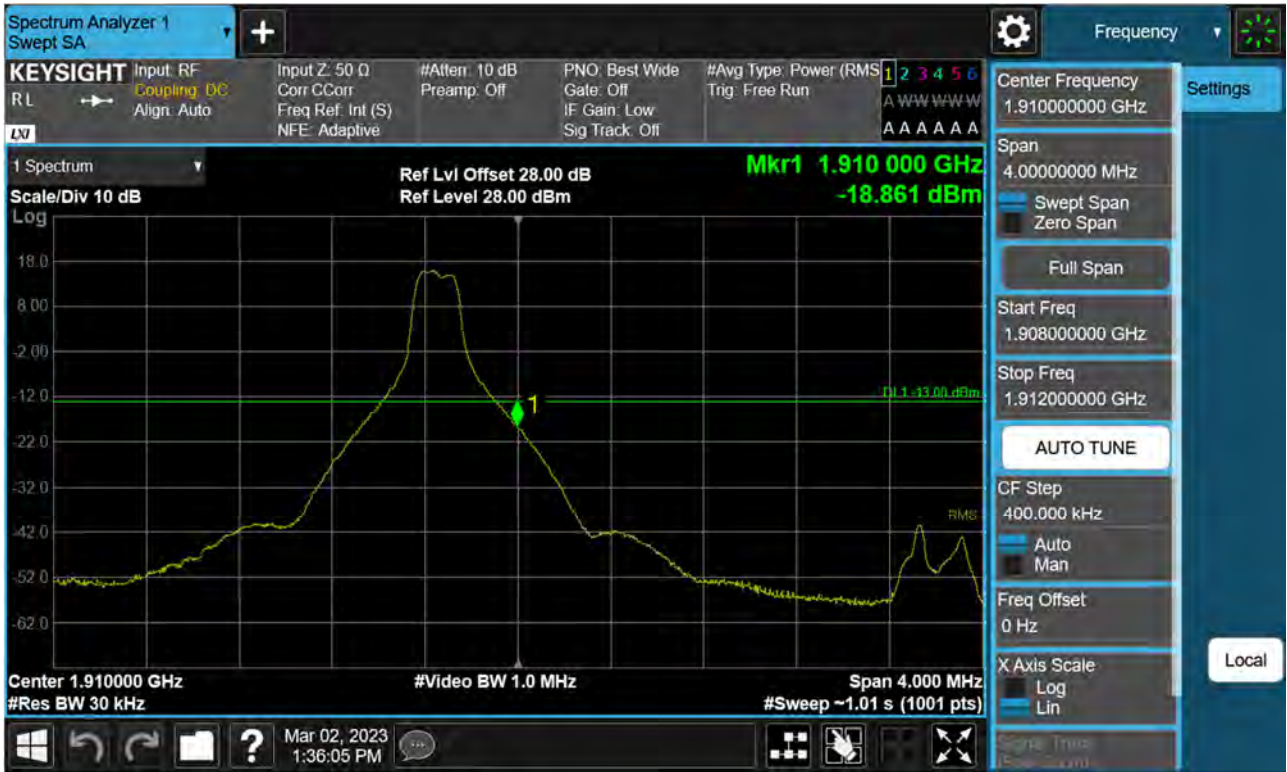 Spectrum Analyzer 1
Swept SA
+
Frequency
KEYSIGHT
RL
LXI
Input: RF
Coupling: DC
Align: Auto
Input Z: 50 Ω
Corr CCorr
Freq Ref: Int (S)
NFE: Adaptive
#Atten: 10 dB
Preamp: Off
PNO: Best Wide
Gate: Off
IF Gain: Low
Sig Track: Off
#Avg Type: Power (RMS
Trig: Free Run
1 2 3 4 5 6
A W W W W W
A A A A A A
1 Spectrum
Scale/Div 10 dB
Log
Ref Lvl Offset 28.00 dB
Ref Level 28.00 dBm
Mkr1 1.910 000 GHz
-18.861 dBm
18.0
8.00
-2.00
-12.0
-22.0
-32.0
-42.0
-52.0
-62.0
DL1 -13.00 dBm
1
RMS
Center 1.910000 GHz
#Res BW 30 kHz
#Video BW 1.0 MHz
Span 4.000 MHz
#Sweep ~1.01 s (1001 pts)
Center Frequency
1.910000000 GHz
Span
4.00000000 MHz
Swept Span
Zero Span
Full Span
Start Freq
1.908000000 GHz
Stop Freq
1.912000000 GHz
AUTO TUNE
CF Step
400.000 kHz
Auto
Man
Freq Offset
0 Hz
X Axis Scale
Log
Lin
Settings
Local
?
Mar 02, 2023
1:36:05 PM